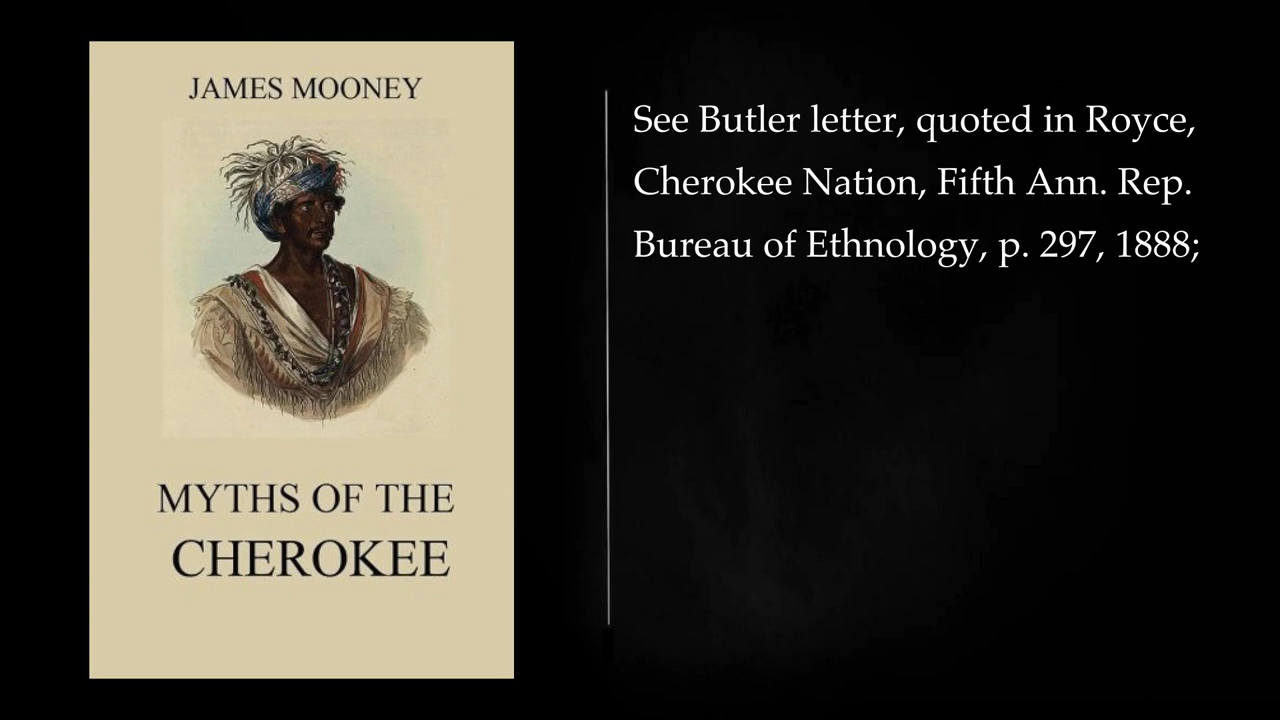 JAMES MOONEY
MYTHS OF THE
CHEROKEE
See Butler letter, quoted in Royce,
Cherokee Nation, Fifth Ann. Rep.
Bureau of Ethnology, p. 297, 1888;